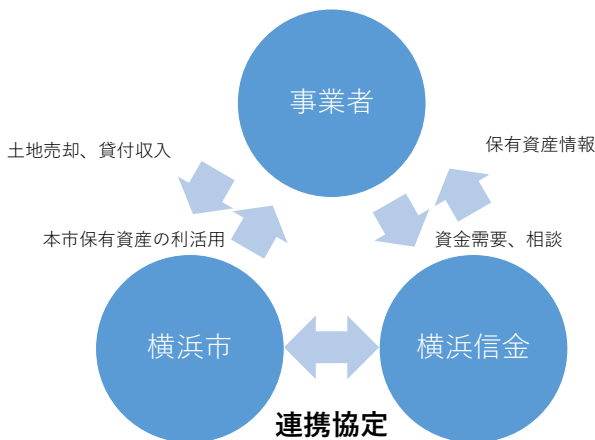 事業者
土地売却、貸付収入
保有資産情報
本市保有資産の利活用
資金需要、相談
横浜市
横浜信金
連携協定